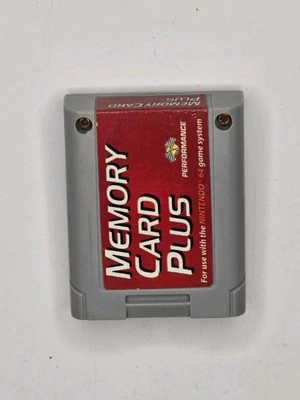 MEMORY CARD
PLUS
MEMORY
CARD
PLUS
PERFORMANCE
For use with the NINTENDO® 64 game system